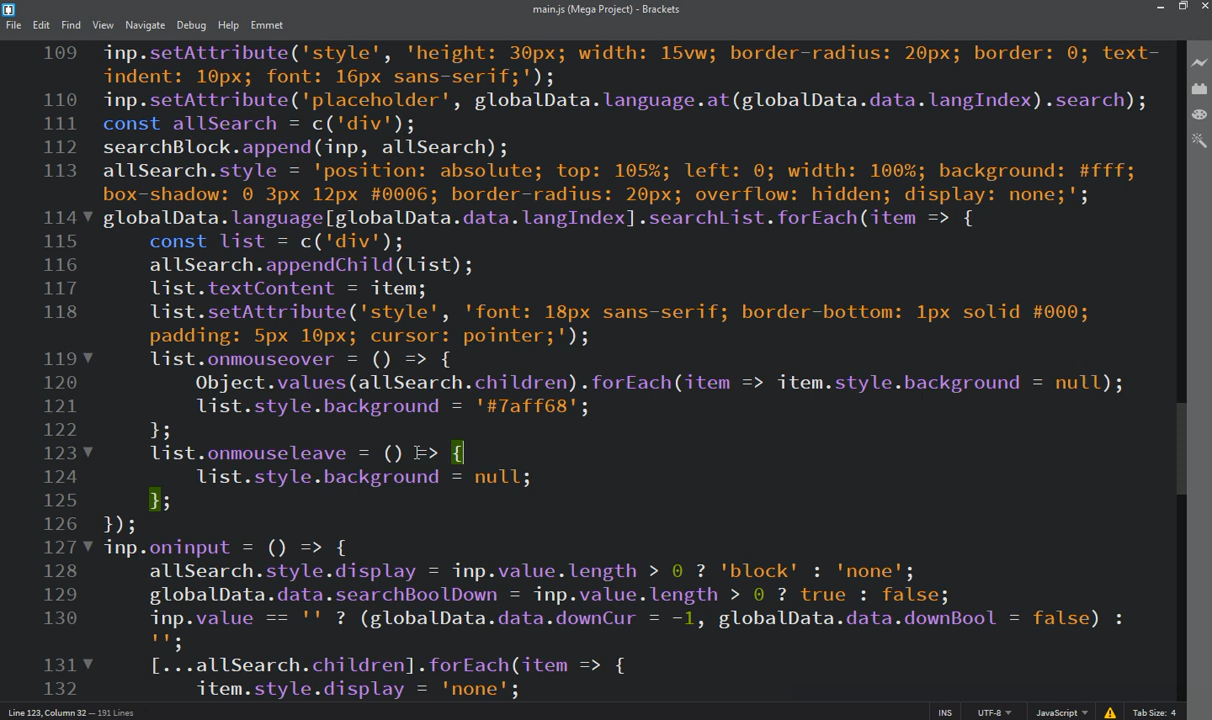 main.js (Mega Project) - Brackets
File Edit Find View Navigate Debug Help Emmet
109 inp.setAttribute('style', 'height: 30px; width: 15vw; border-radius: 20px; border: 0; text-
indent: 10px; font: 16px sans-serif;');
110 inp.setAttribute('placeholder', globalData.language.at(globalData.data.langIndex).search);
111 const allSearch = c('div');
112 searchBlock.append(inp, allSearch);
113 allSearch.style = 'position: absolute; top: 105%; left: 0; width: 100%; background: #fff;
box-shadow: 0 3px 12px #0006; border-radius: 20px; overflow: hidden; display: none;';
114 globalData.language[globalData.data.langIndex].searchList.forEach(item => {
115 const list = c('div');
116 allSearch.appendChild(list);
117 list.textContent = item;
118 list.setAttribute('style', 'font: 18px sans-serif; border-bottom: 1px solid #000;
padding: 5px 10px; cursor: pointer;');
119 list.onmouseover = () => {
120 Object.values(allSearch.children).forEach(item => item.style.background = null);
121 list.style.background = '#7aff68';
122 };
123 list.onmouseleave = () => {
124 list.style.background = null;
125 };
126 });
127 inp.oninput = () => {
128 allSearch.style.display = inp.value.length > 0 ? 'block' : 'none';
129 globalData.data.searchBoolDown = inp.value.length > 0 ? true : false;
130 inp.value == '' ? (globalData.data.downCur = -1, globalData.data.downBool = false) :
'';
131 [...allSearch.children].forEach(item => {
132 item.style.display = 'none';
Line 123, Column 32 — 191 Lines INS UTF-8 JavaScript Tab Size: 4